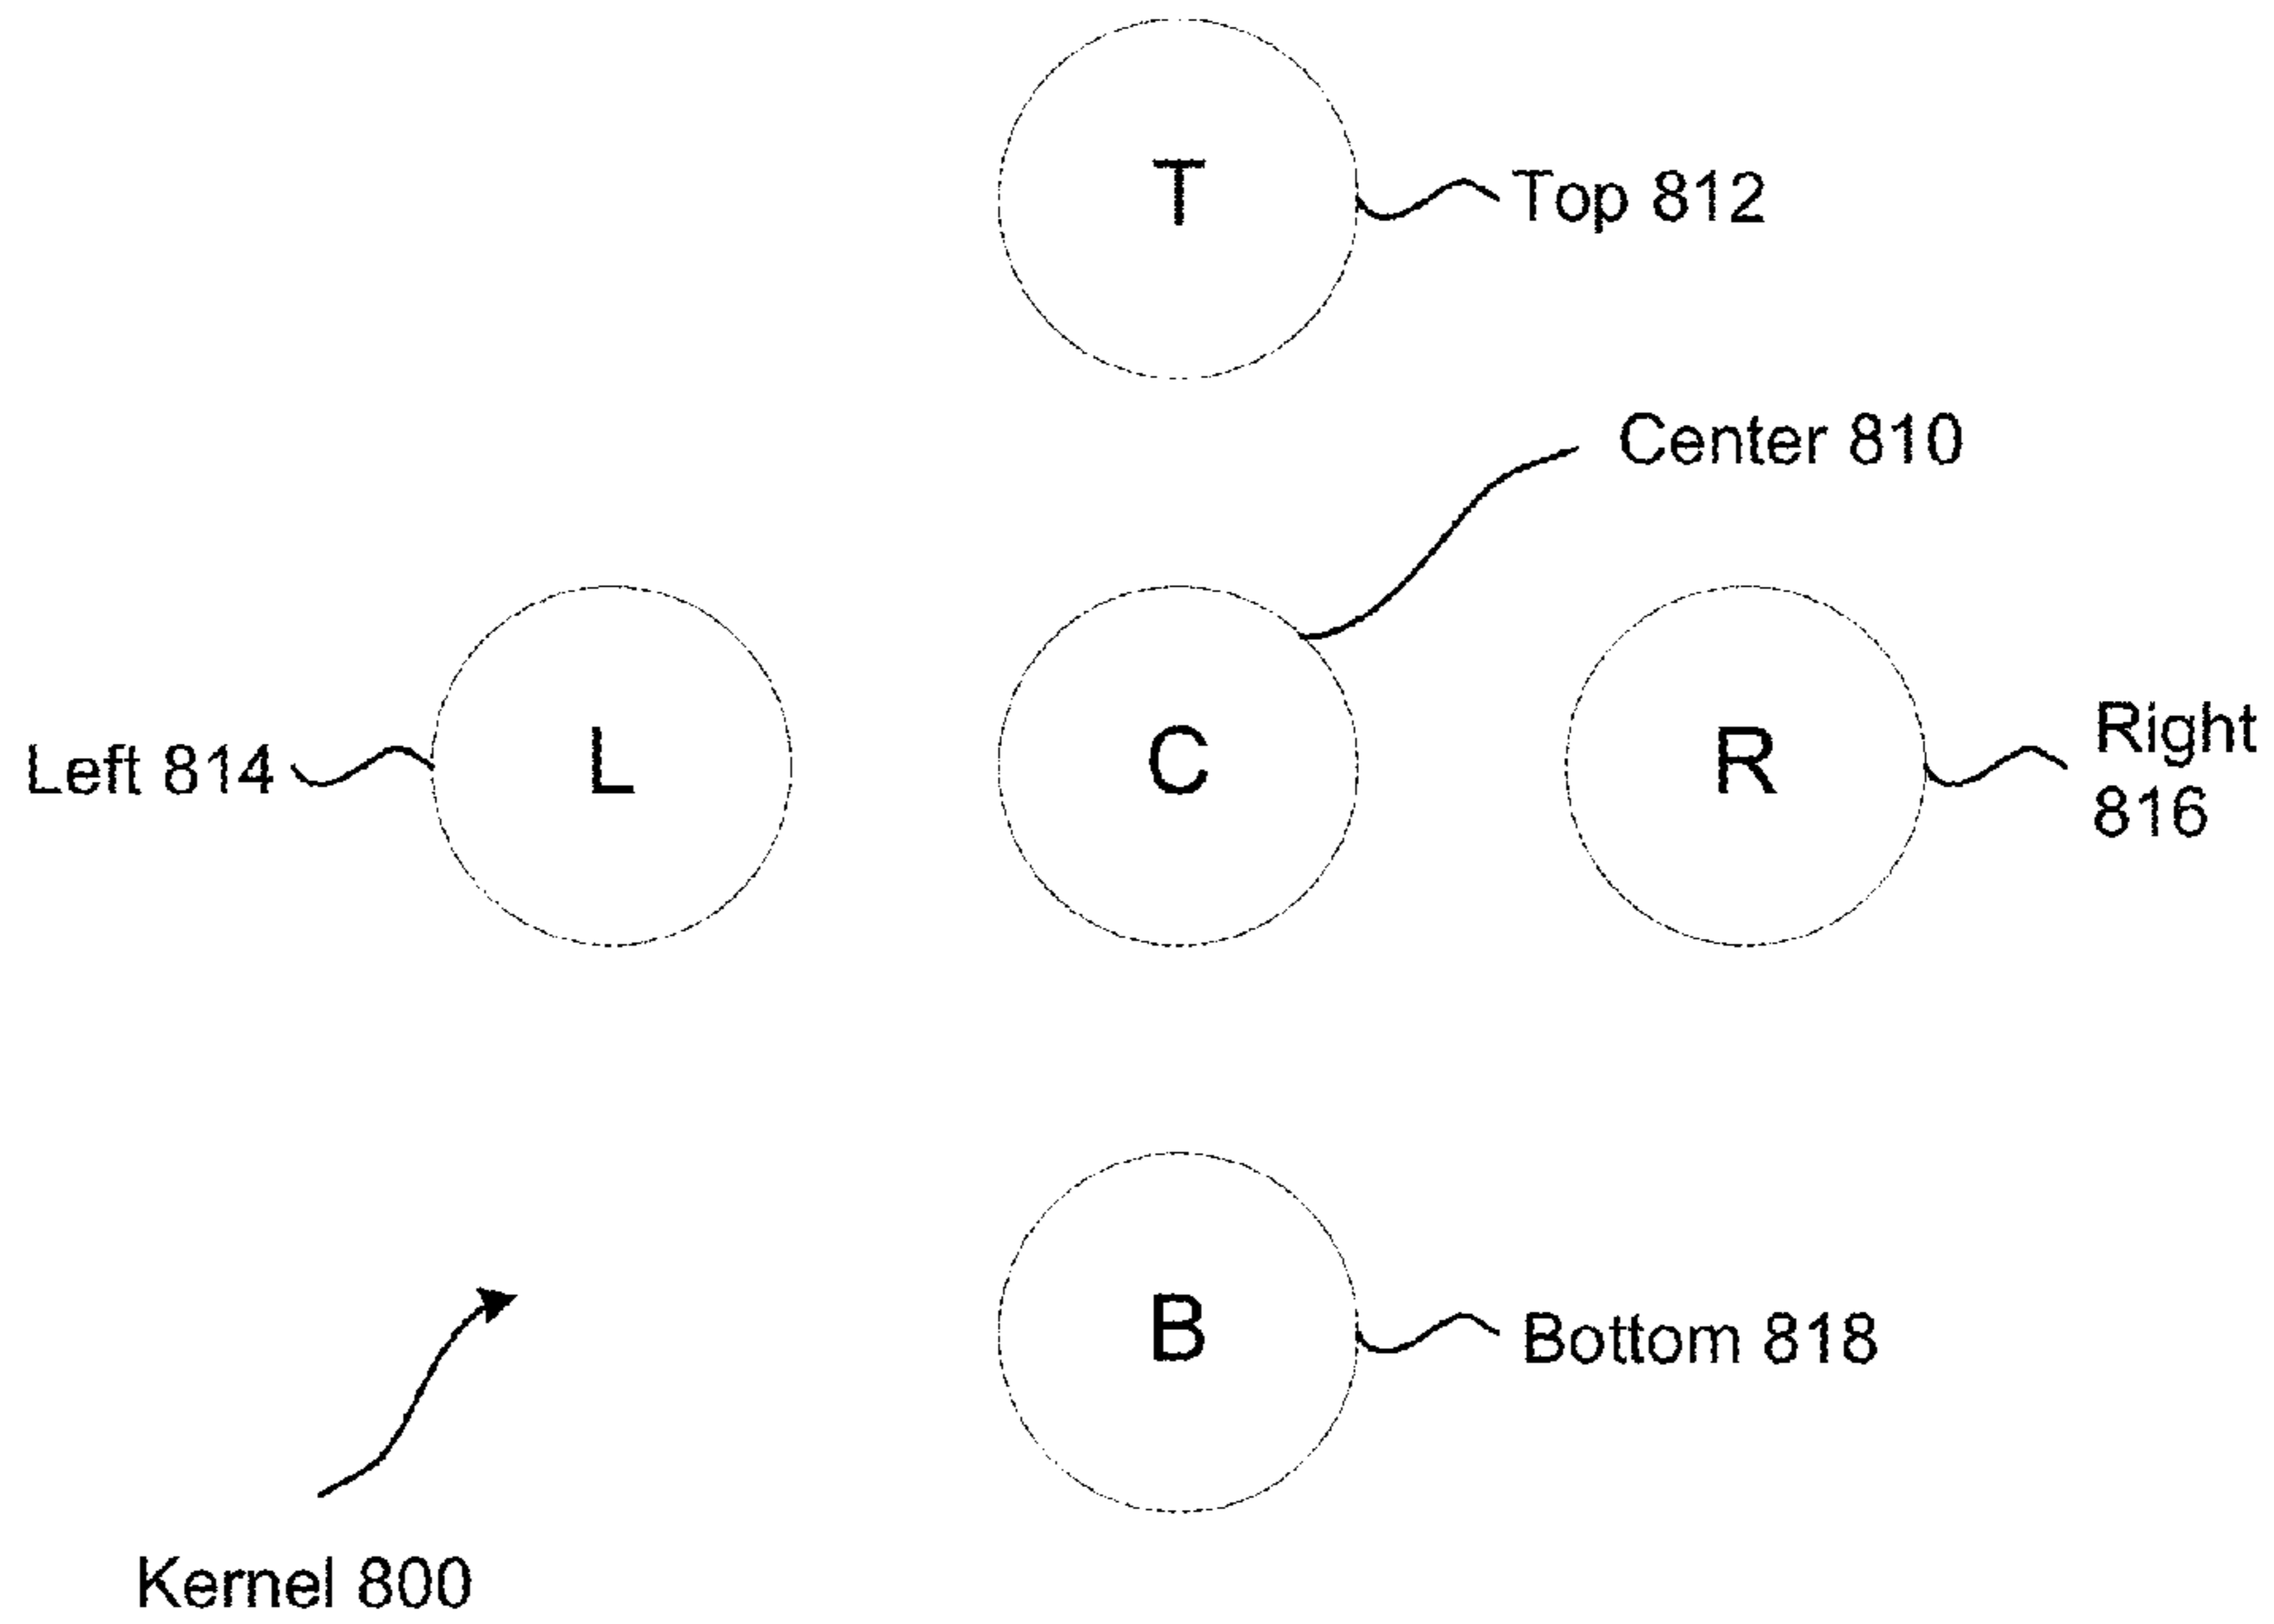 T
Top 812
Center 810
Left 814
L
C
R
Right
816
B
Bottom 818
Kernel 800